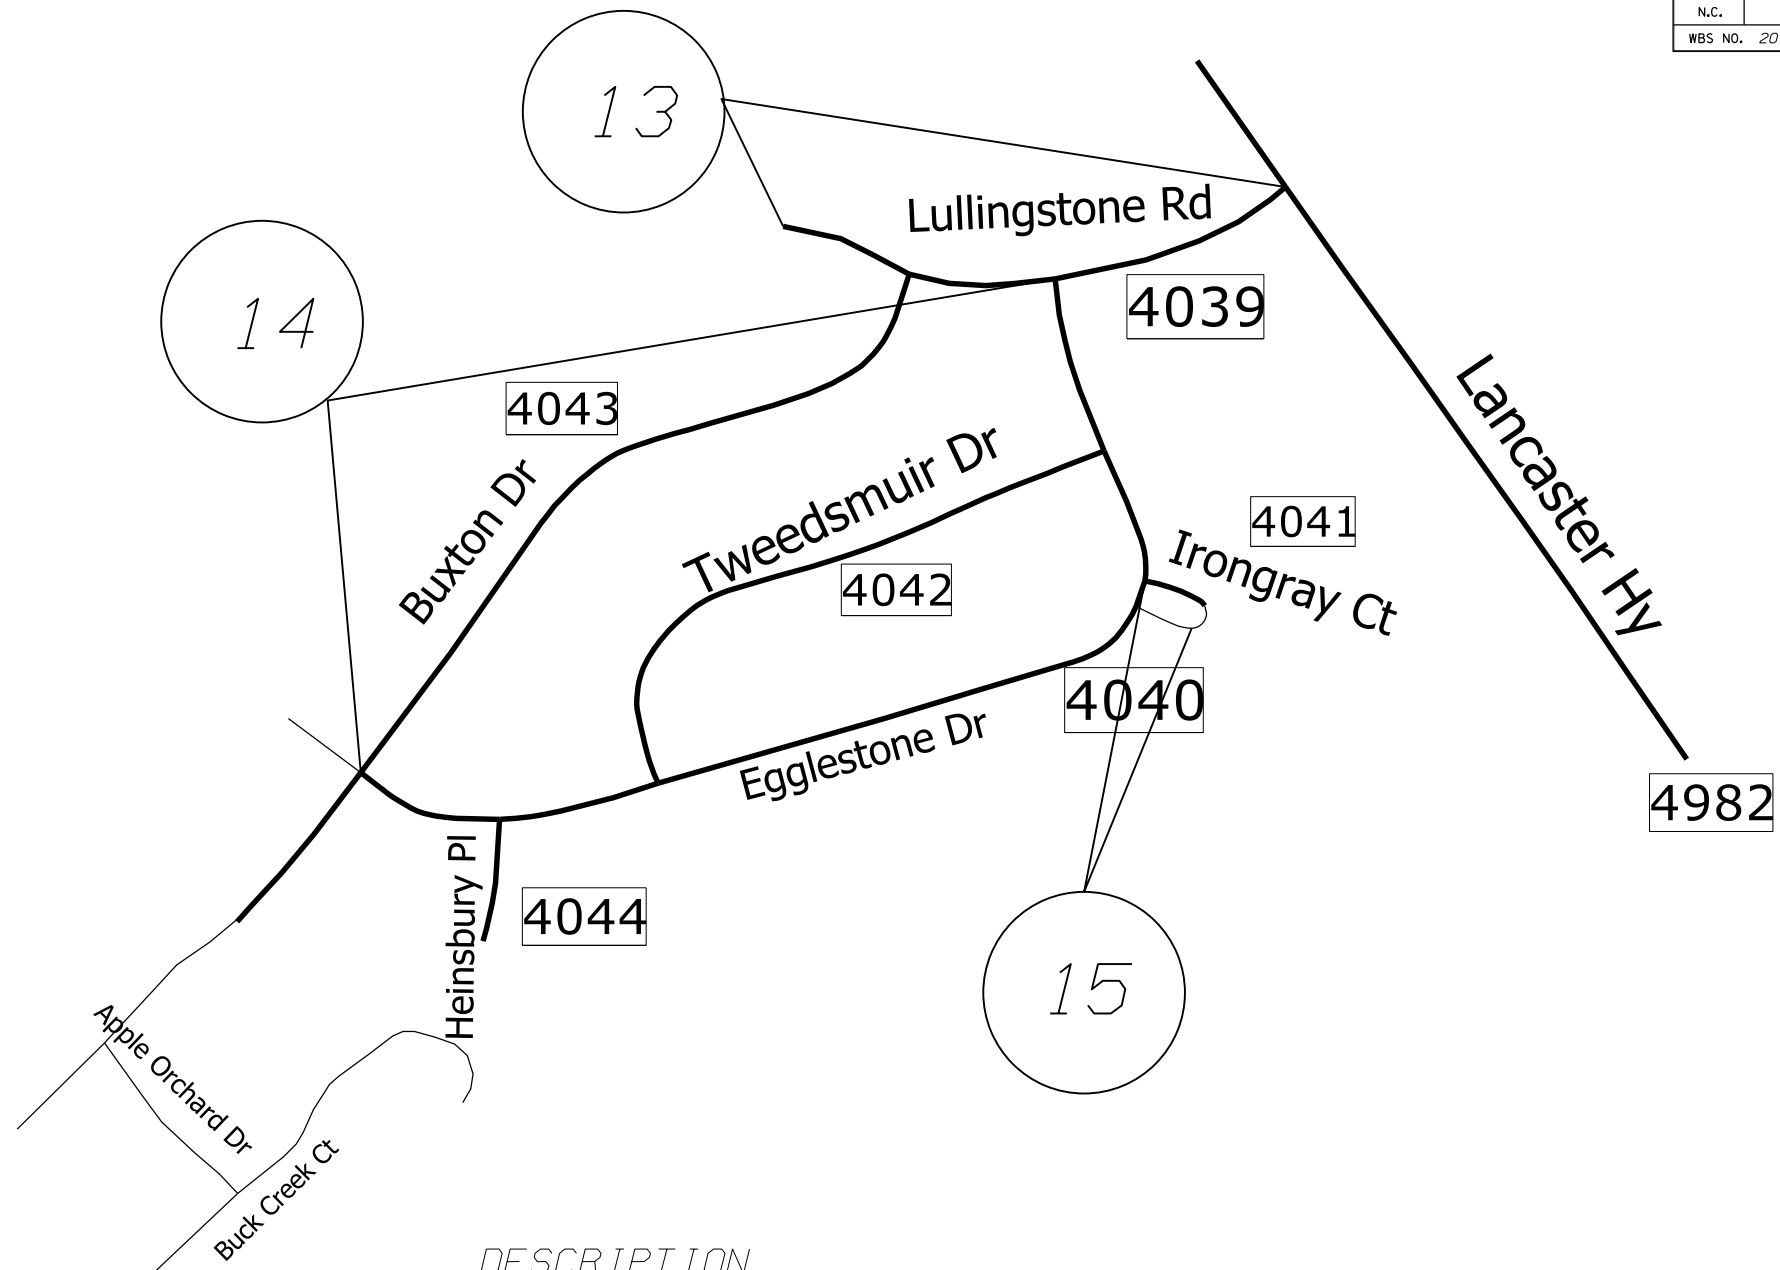 N.C.
WBS NO. 20
13
Lullingstone Rd
14
4039
4043
Lancaster Hy
Tweedsmuir Dr
Buxton Dr
4041
Irongray Ct
4042
4040
Egglestone Dr
4982
Heinsbury Pl
4044
15
Apple Orchard Dr
Buck Creek Ct
DESCRIPTION